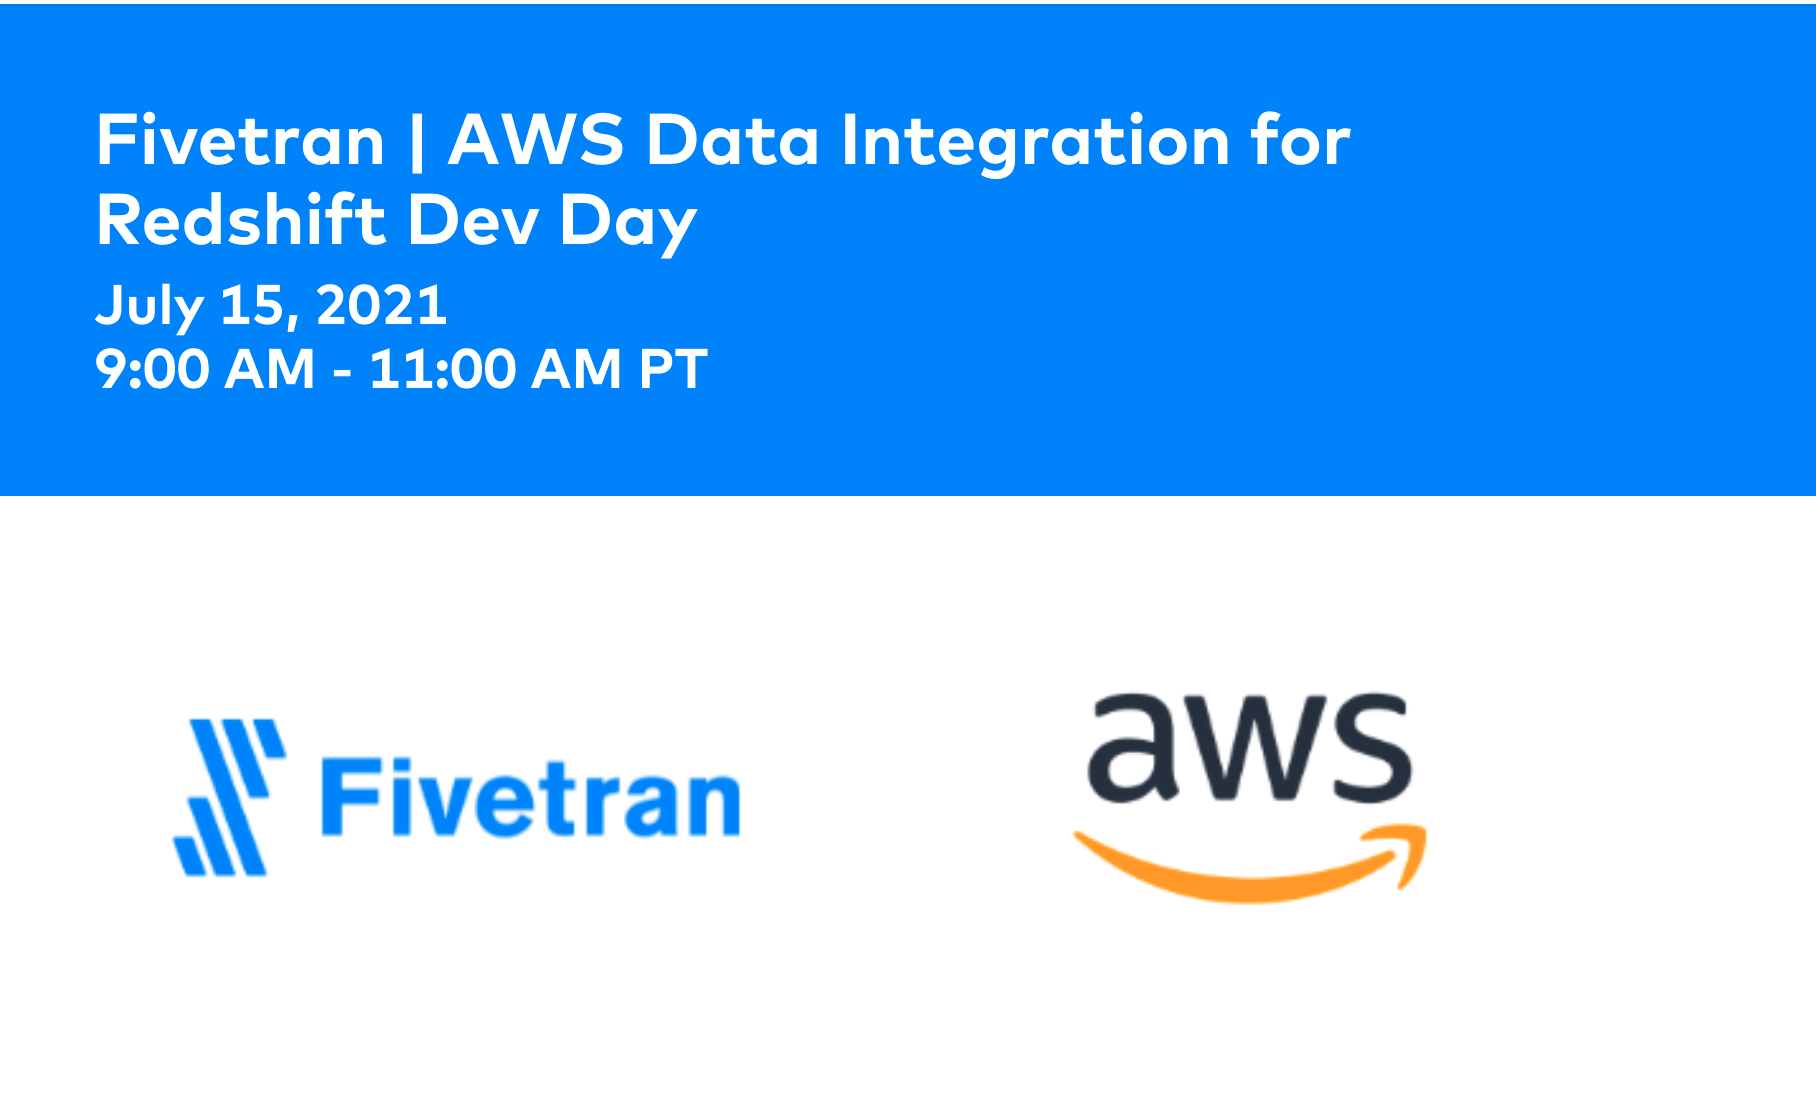 Fivetran | AWS Data Integration for
Redshift Dev Day
July 15, 2021
9:00 AM - 11:00 AM PT
Fivetran
aws